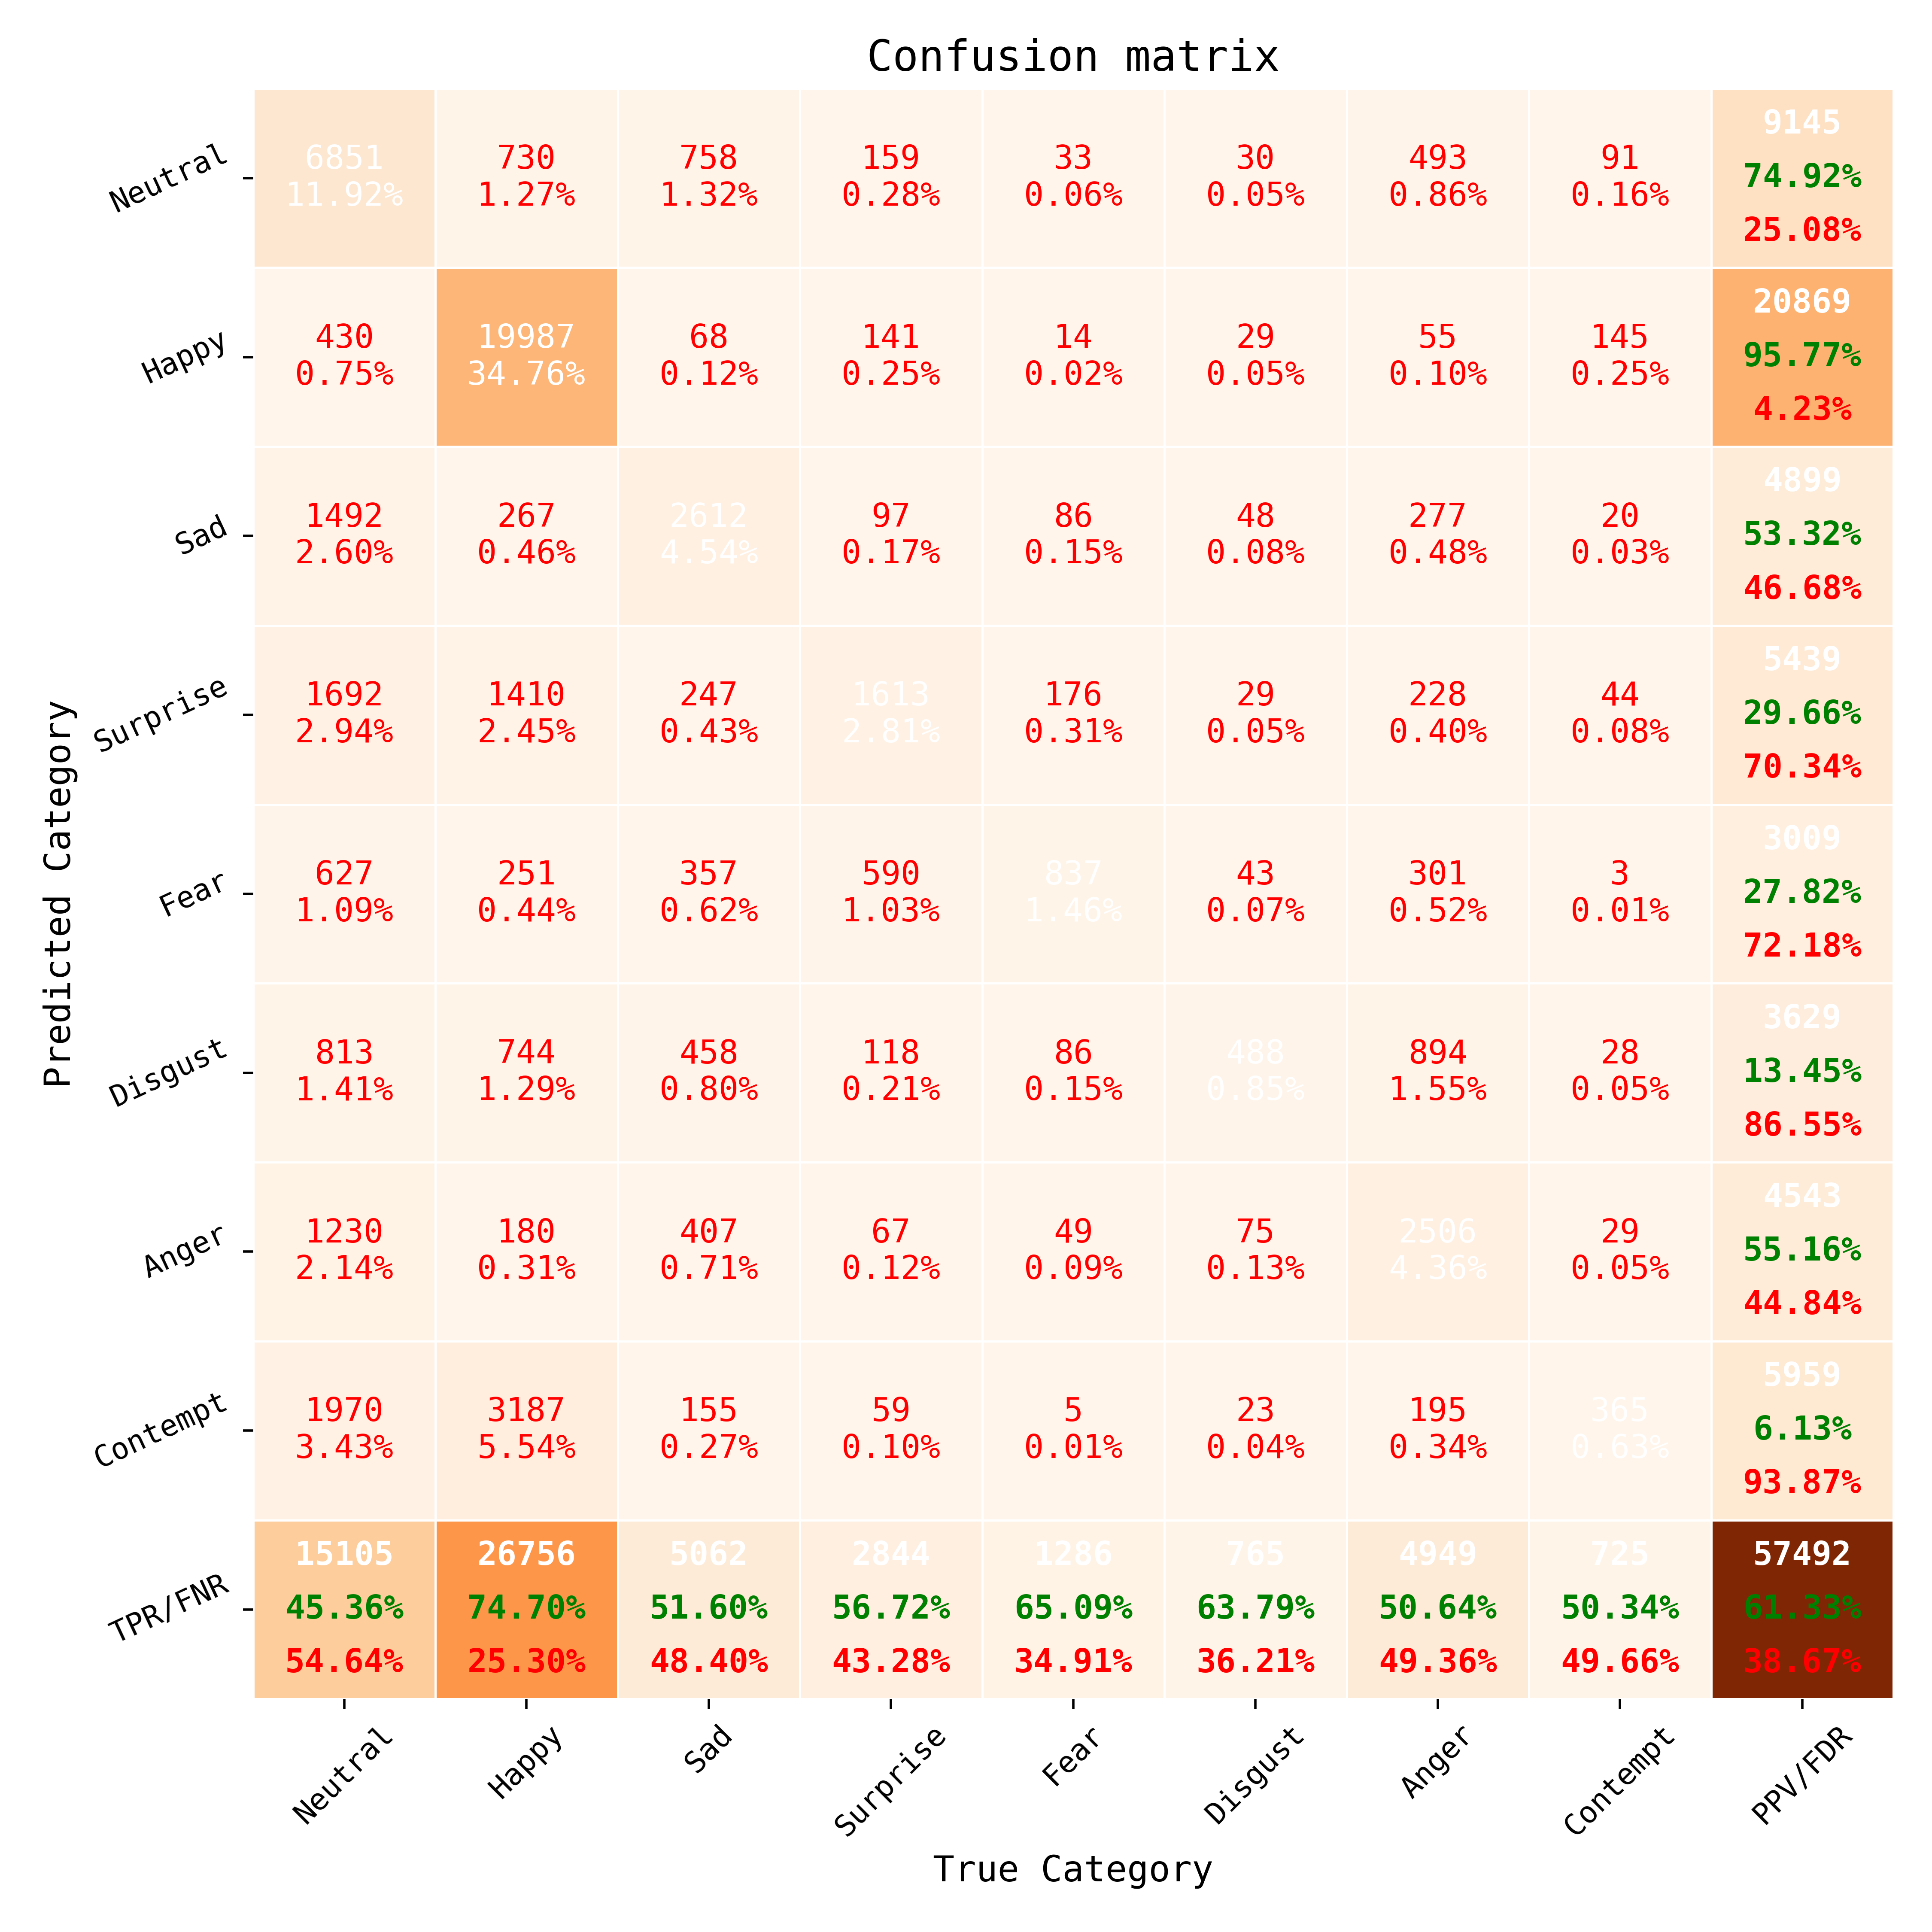 Confusion matrix
Predicted Category
Neutral
6851 730 758 159 33 30 493 91 9145
11.92% 1.27% 1.32% 0.28% 0.06% 0.05% 0.86% 0.16% 74.92%
25.08%
Happy
430 19987 68 141 14 29 55 145 20869
0.75% 34.76% 0.12% 0.25% 0.02% 0.05% 0.10% 0.25% 95.77%
4.23%
Sad
1492 267 2612 97 86 48 277 20 4899
2.60% 0.46% 4.54% 0.17% 0.15% 0.08% 0.48% 0.03% 53.32%
46.68%
Surprise
1692 1410 247 1613 176 29 228 44 5439
2.94% 2.45% 0.43% 2.81% 0.31% 0.05% 0.40% 0.08% 29.66%
70.34%
Fear
627 251 357 590 837 43 301 3 3009
1.09% 0.44% 0.62% 1.03% 1.46% 0.07% 0.52% 0.01% 27.82%
72.18%
Disgust
813 744 458 118 86 488 894 28 3629
1.41% 1.29% 0.80% 0.21% 0.15% 0.85% 1.55% 0.05% 13.45%
86.55%
Anger
1230 180 407 67 49 75 2506 29 4543
2.14% 0.31% 0.71% 0.12% 0.09% 0.13% 4.36% 0.05% 55.16%
44.84%
Contempt
1970 3187 155 59 5 23 195 365 5959
3.43% 5.54% 0.27% 0.10% 0.01% 0.04% 0.34% 0.63% 6.13%
93.87%
TPR/FNR
15105 26756 5062 2844 1286 765 4949 725 57492
45.36% 74.70% 51.60% 56.72% 65.09% 63.79% 50.64% 50.34% 61.33%
54.64% 25.30% 48.40% 43.28% 34.91% 36.21% 49.36% 49.66% 38.67%
Neutral Happy Sad Surprise Fear Disgust Anger Contempt PPV/FDR
True Category